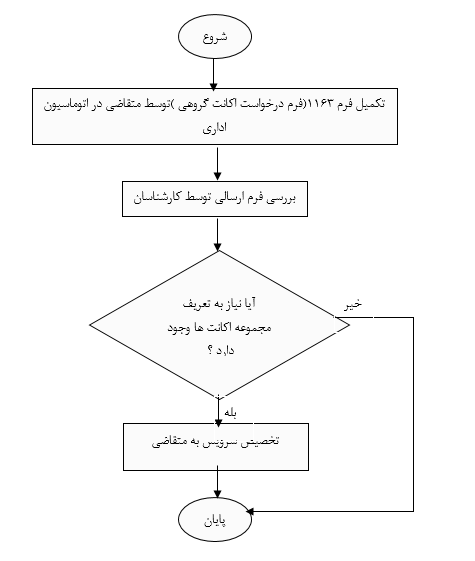 شروع
تکمیل فرم ۱۱۶۳(فرم درخواست اکانت گروهی )توسط متقاضی در اتوماسیون
اداری
بررسی فرم ارسالی توسط کارشناسان
آیا نیاز به تعریف
مجموعه اکانت ها وجود
دارد ؟
خیر
بله
تخصیص سرویس به متقاضی
پایان